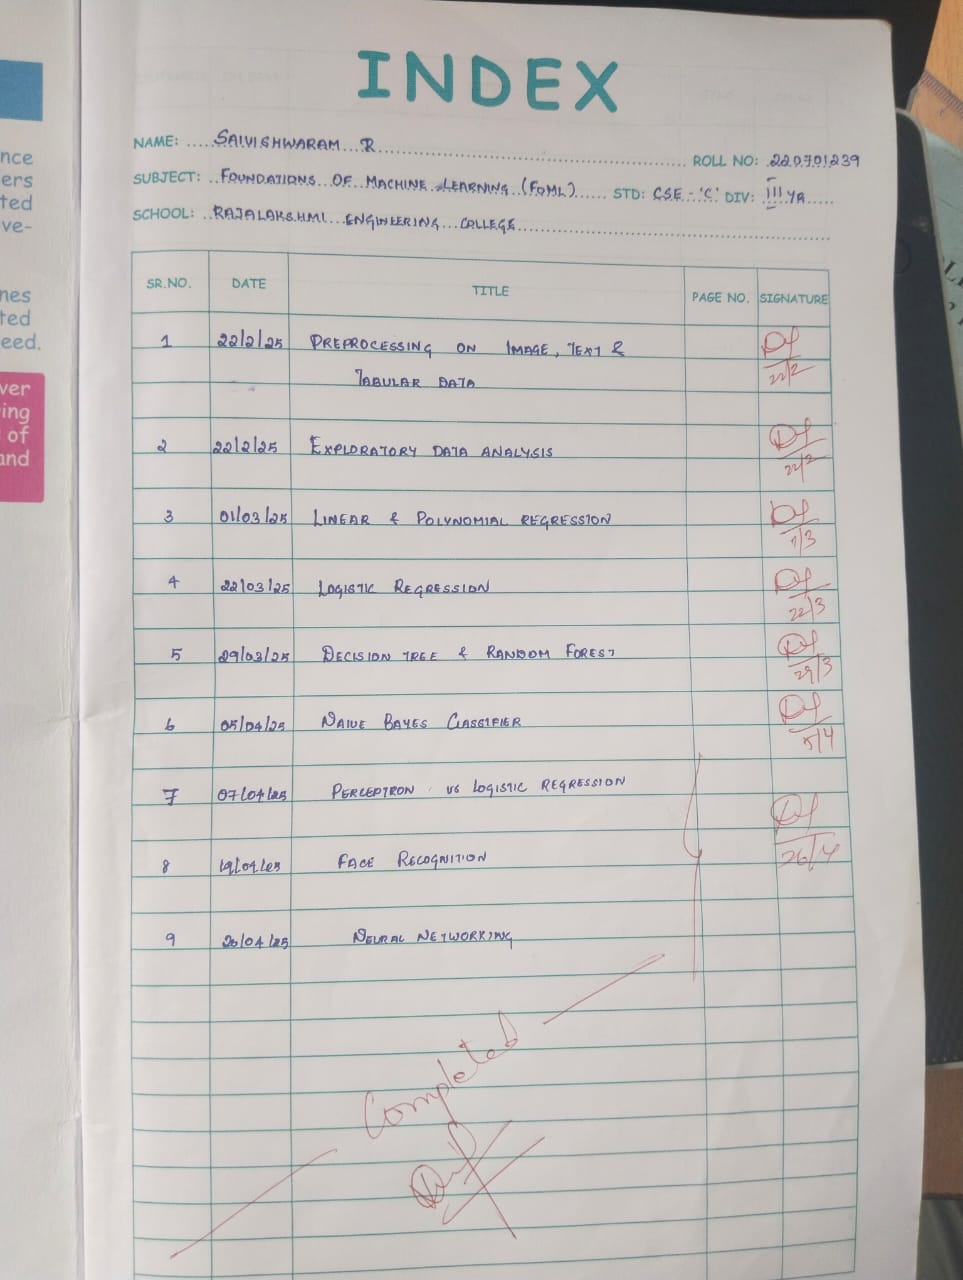 nce
ers
ted
ve-
nes
ted
eed.
ver
ing
of
and
INDEX
NAME: SAIVISHWARAM R ROLL NO: 220701239
SUBJECT: FOUNDATIONS OF MACHINE LEARNING (FOML) STD: CSE-'C' DIV: III YR
SCHOOL: RAJALAKSHMI ENGINEERING COLLEGE
SR.NO. DATE TITLE PAGE NO. SIGNATURE
1 22/2/25 PREPROCESSING ON IMAGE, TEXT &
TABULAR DATA
22/2
2 22/2/25 EXPLORATORY DATA ANALYSIS
22/2
3 01/03/25 LINEAR & POLYNOMIAL REGRESSION
1/3
4 22/03/25 LOGISTIC REGRESSION
22/3
5 29/03/25 DECISION TREE & RANDOM FOREST
29/3
6 05/04/25 NAIVE BAYES CLASSIFIER
5/4
7 07/04/25 PERCEPTRON VS LOGISTIC REGRESSION
8 19/04/25 FACE RECOGNITION
26/4
9 26/04/25 NEURAL NETWORKING
Completed